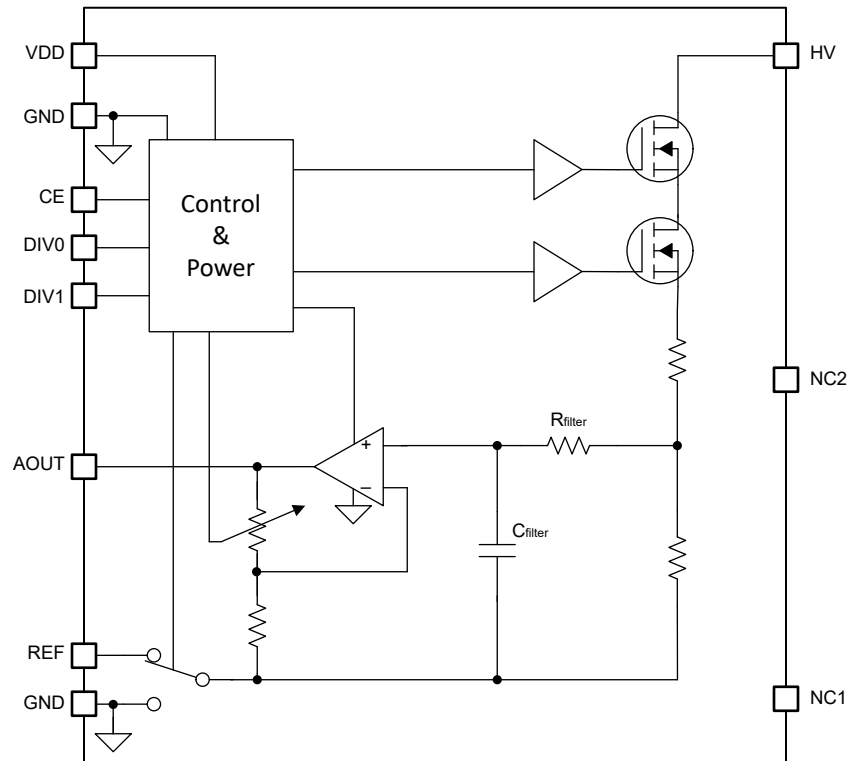 VDD
HV
GND
CE
DIV0
DIV1
Control
&
Power
NC2
Rfilter
+
AOUT
−
Cfilter
REF
GND
NC1